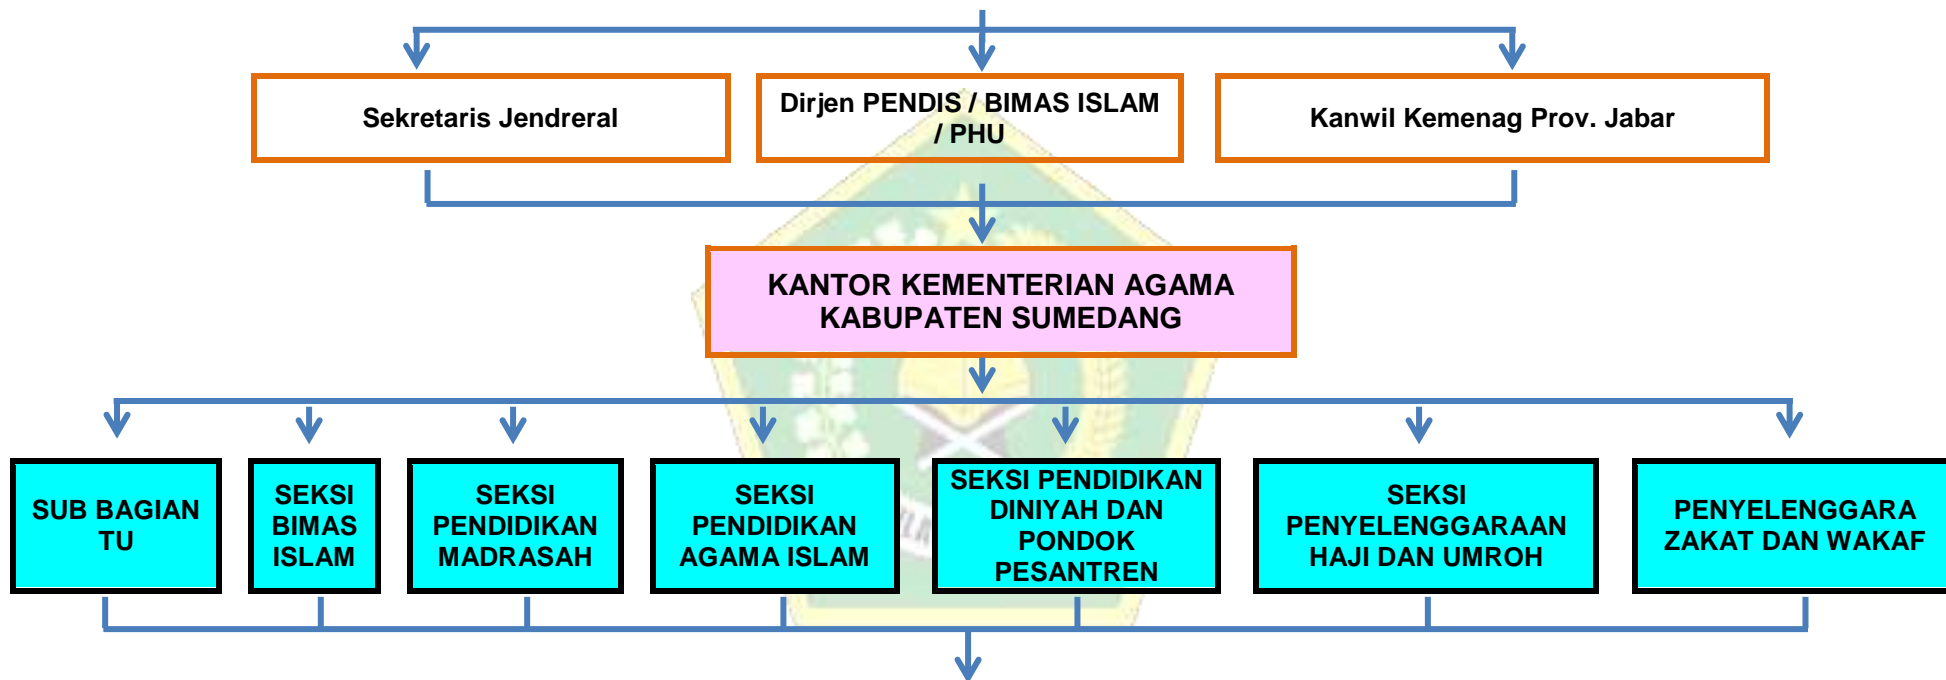 Sekretaris Jendreral
Dirjen PENDIS / BIMAS ISLAM
/ PHU
Kanwil Kemenag Prov. Jabar
KANTOR KEMENTERIAN AGAMA
KABUPATEN SUMEDANG
SUB BAGIAN
TU
SEKSI
BIMAS
ISLAM
SEKSI
PENDIDIKAN
MADRASAH
SEKSI
PENDIDIKAN
AGAMA ISLAM
SEKSI PENDIDIKAN
DINIYAH DAN
PONDOK
PESANTREN
SEKSI
PENYELENGGARAAN
HAJI DAN UMROH
PENYELENGGARA
ZAKAT DAN WAKAF